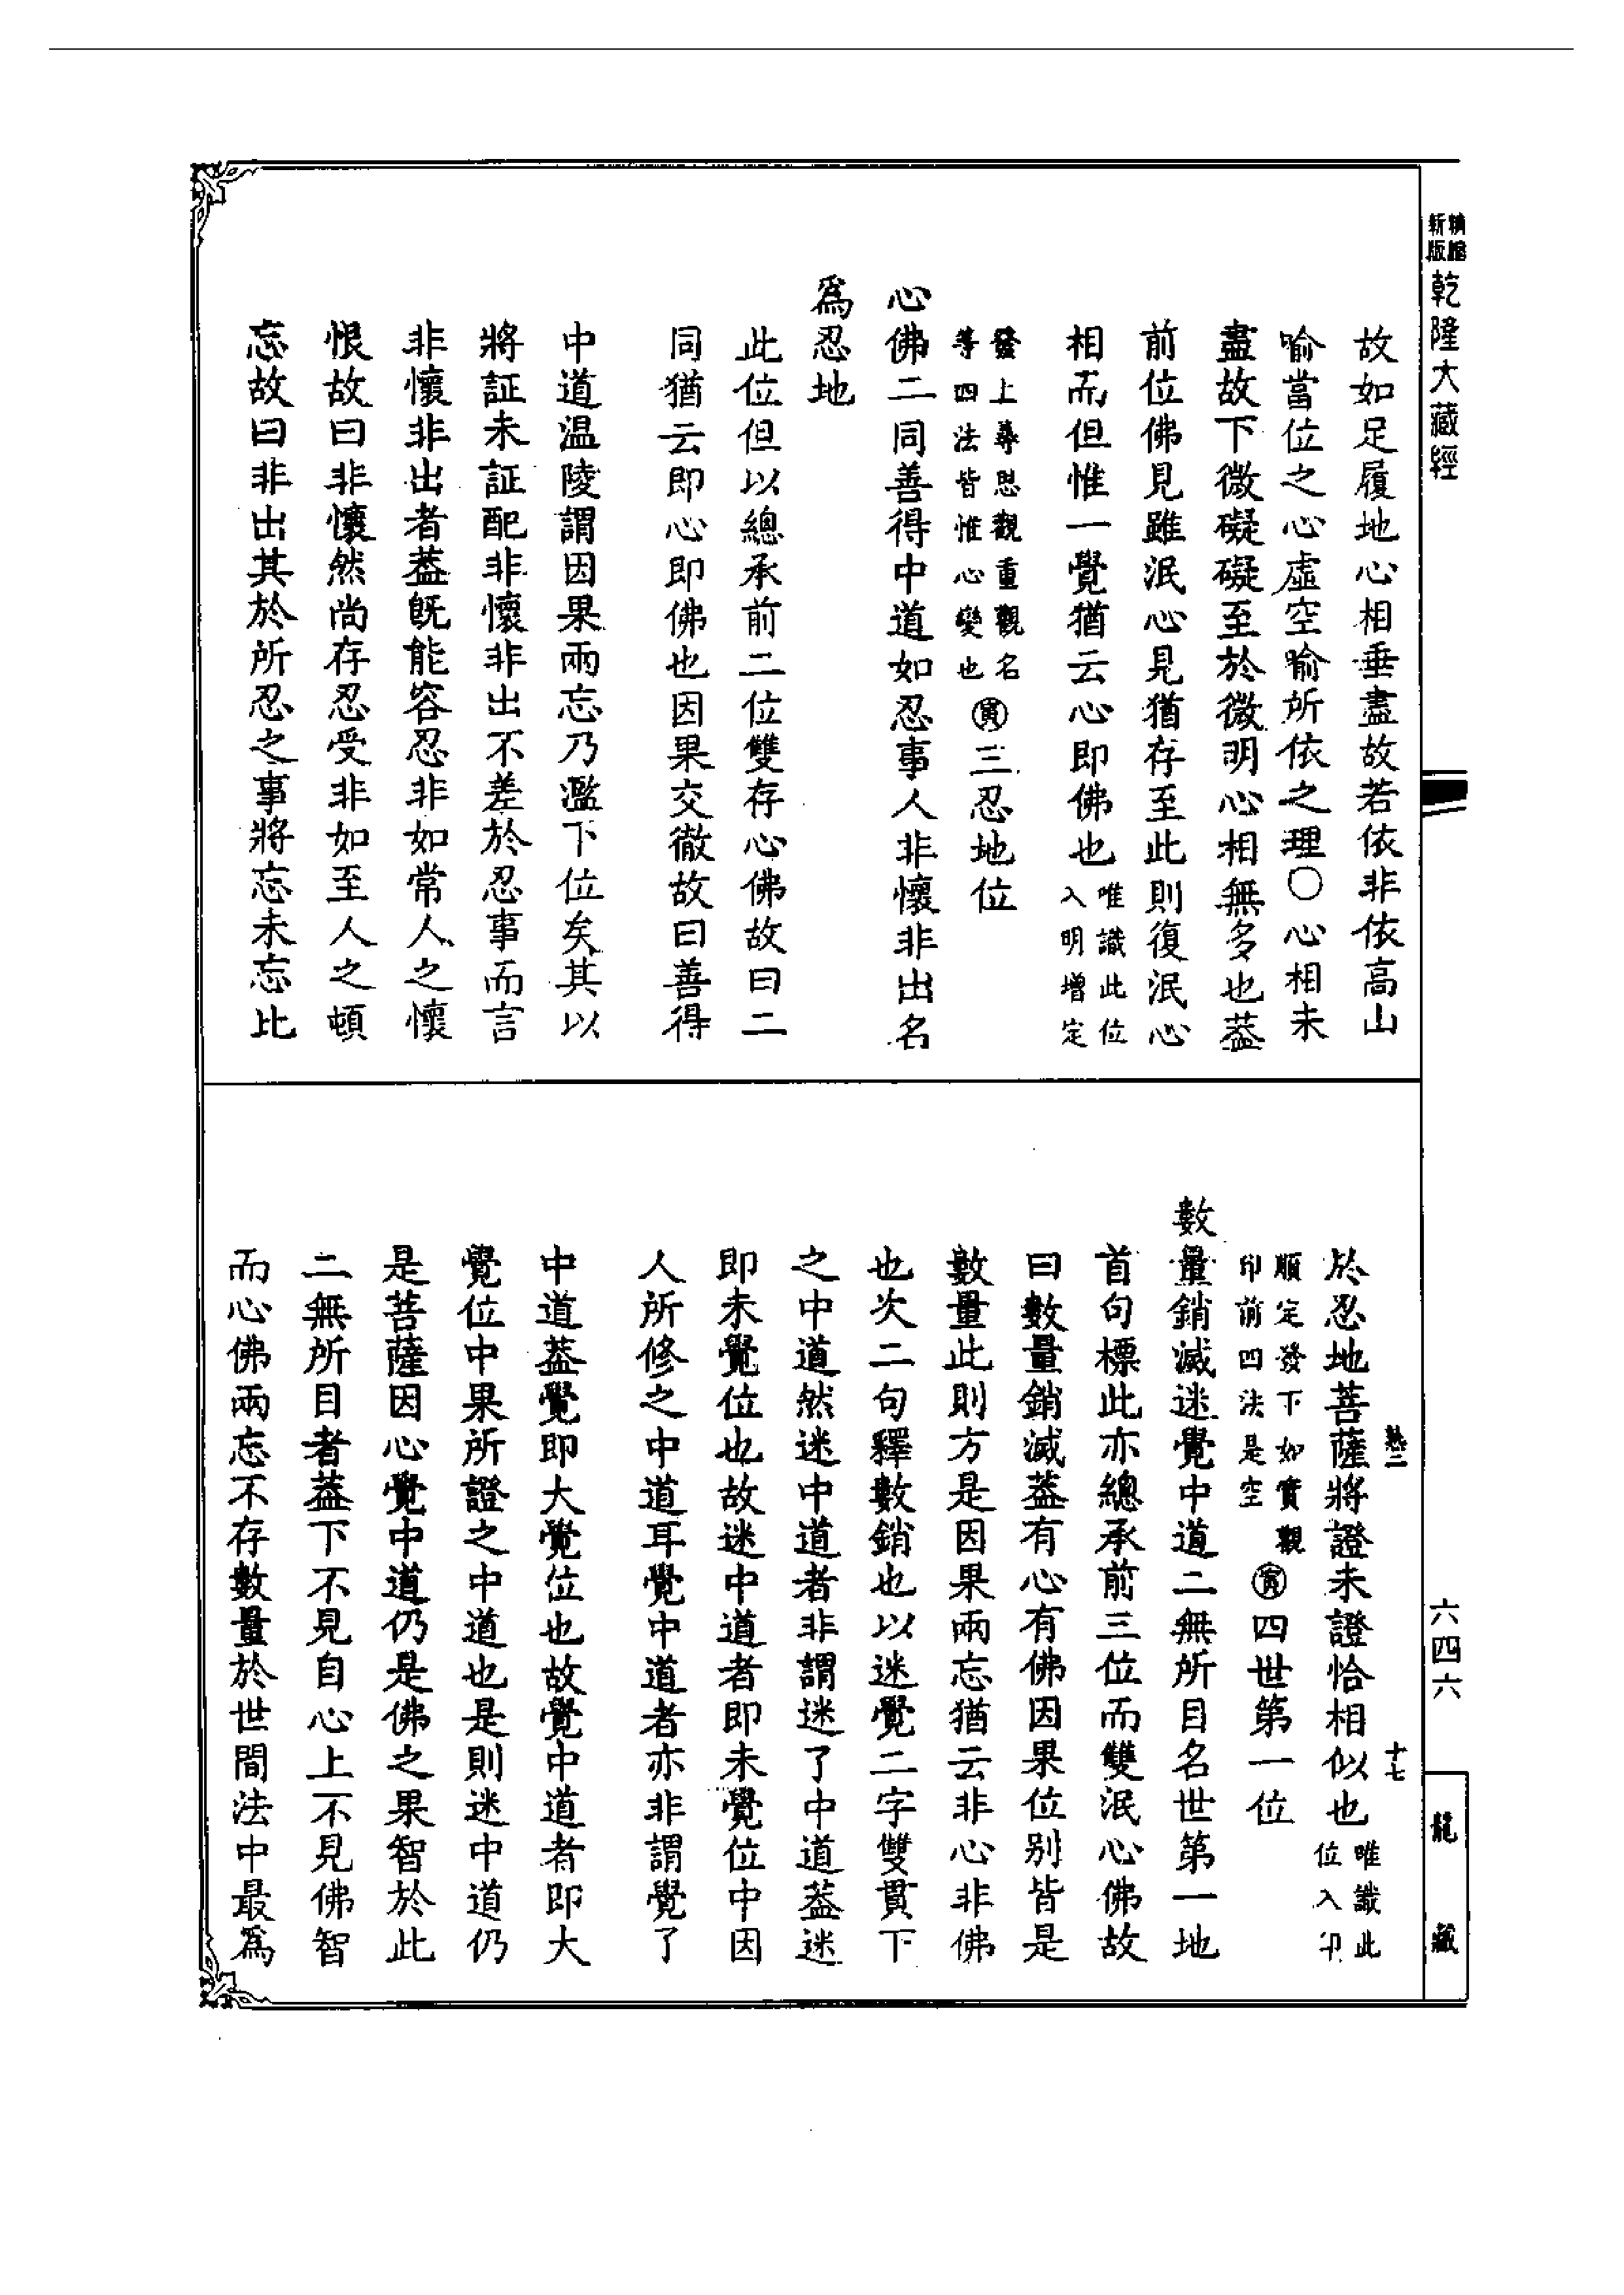 新版
精縮
乾隆大藏經
故如足履地心相垂盡故若依非依高山
喻當位之心虛空喻所依之理○心相未
盡故下微礙礙至於微明心相無多也葢
前位佛見雖泯心見猶存至此則復泯心
相而但惟一覺猶云心即佛也唯識此位入明增定
發上尋思觀重觀名等四法皆惟心變也㊞三忍地位
心佛二同善得中道如忍事人非懷非出名
爲忍地
此位但以總承前二位雙存心佛故曰二
同猶云即心即佛也因果交徹故曰善得
中道溫陵謂因果兩忘乃濫下位矣其以
將証未証配非懷非出不差於忍事而言
非懷非出者葢旣能容忍非如常人之懷
恨故曰非懷然尚存忍受非如至人之頓
忘故曰非出其於所忍之事將忘未忘比
於忍地菩薩將證未證恰相似也唯識此位入印
順定發下如實觀印前四法是空寅四世第一位
數量銷滅迷覺中道二無所目名世第一地
首句標此亦總承前三位而雙泯心佛故
曰數量銷滅葢有心有佛因果位別皆是
數量此則方是因果兩忘猶云非心非佛
也次二句釋數銷也以迷覺二字雙貫下
之中道然迷中道者非謂迷了中道葢迷
即未覺位也故迷中道者即未覺位中因
人所修之中道耳覺中道者亦非謂覺了
中道葢覺即大覺位也故覺中道者即大
覺位中果所證之中道也是則迷中道仍
是菩薩因心覺中道仍是佛之果智於此
二無所目者葢下不見自心上不見佛智
而心佛兩忘不存數量於世間法中最爲
十七
六四六
龍藏